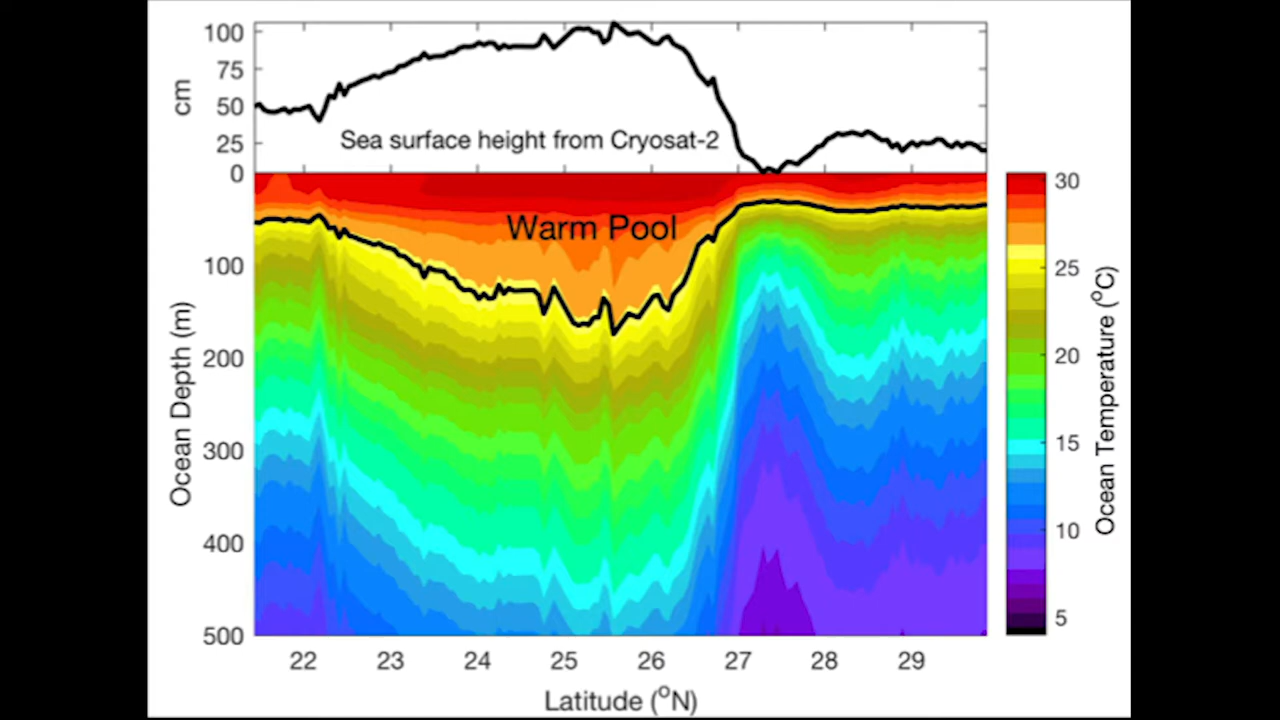 100
75
50
25
0
cm
Sea surface height from Cryosat-2
Warm Pool
100
200
300
400
500
Ocean Depth (m)
22 23 24 25 26 27 28 29
Latitude (°N)
30
25
20
15
10
5
Ocean Temperature (°C)